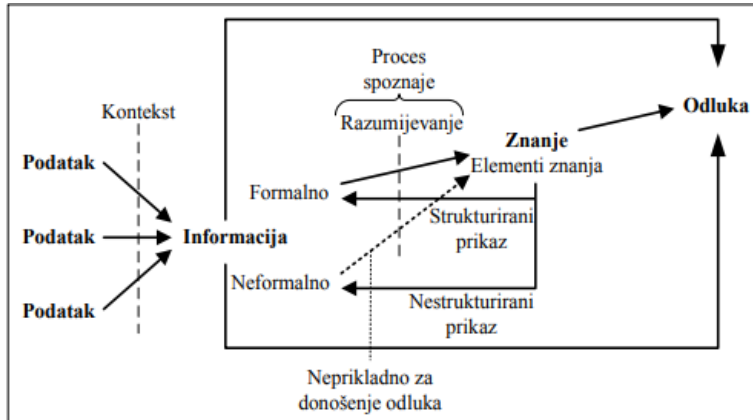 Proces
spoznaje
Kontekst
Razumijevanje
Odluka
Podatak
Znanje
Elementi znanja
Formalno
Strukturirani
prikaz
Podatak
Informacija
Neformalno
Nestrukturirani
prikaz
Podatak
Neprikladno za
donošenje odluka